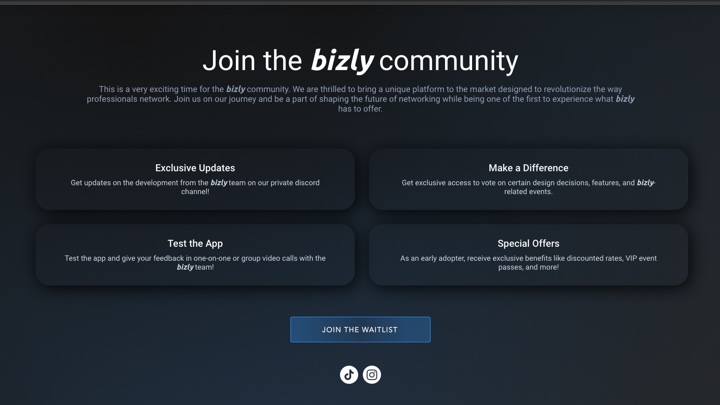 Join the bizly community
This is a very exciting time for the bizly community. We are thrilled to bring a unique platform to the market designed to revolutionize the way
professionals network. Join us on our journey and be a part of shaping the future of networking while being one of the first to experience what bizly
has to offer.
Exclusive Updates
Get updates on the development from the bizly team on our private discord
channel!
Make a Difference
Get exclusive access to vote on certain design decisions, features, and bizly-
related events.
Test the App
Test the app and give your feedback in one-on-one or group video calls with the
bizly team!
Special Offers
As an early adopter, receive exclusive benefits like discounted rates, VIP event
passes, and more!
JOIN THE WAITLIST